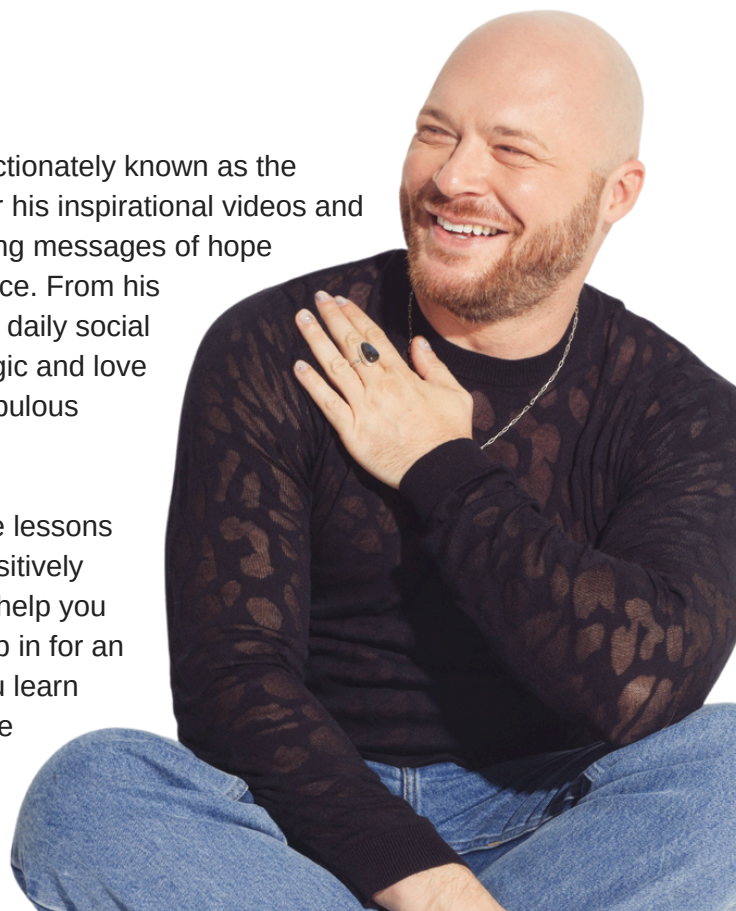 ctionately known as the
his inspirational videos and
ng messages of hope
ce. From his
daily social
gic and love
bulous
lessons
sitively
help you
in for an
learn